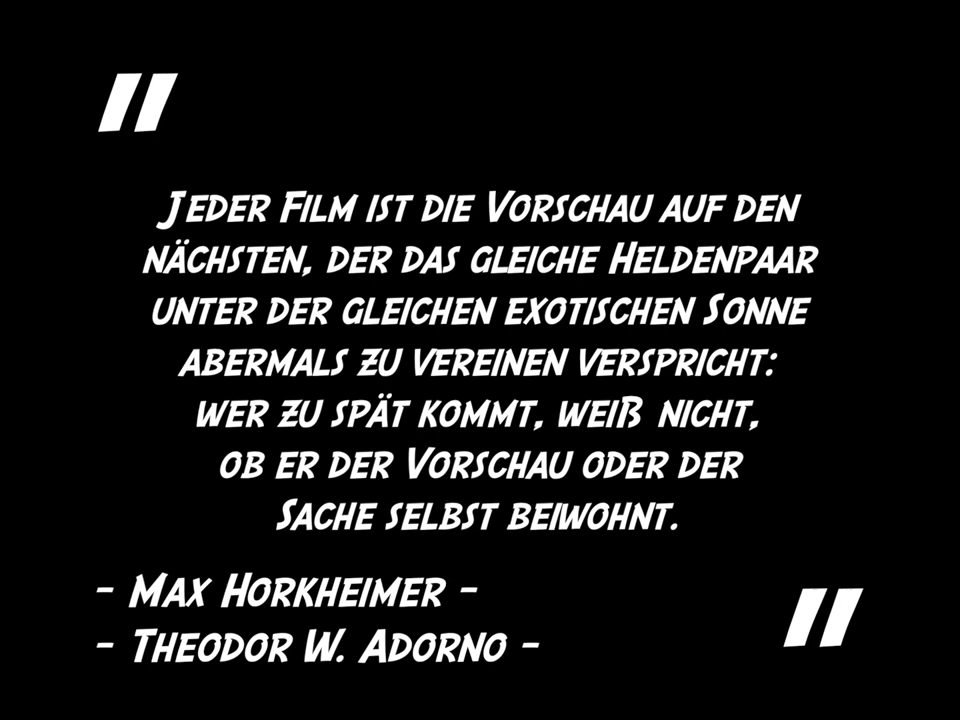 "
Jeder Film ist die Vorschau auf den
nächsten, der das gleiche Heldenpaar
unter der gleichen exotischen Sonne
abermals zu vereinen verspricht:
wer zu spät kommt, weiß nicht,
ob er der Vorschau oder der
Sache selbst beiwohnt.
- Max Horkheimer -
- Theodor W. Adorno -
"